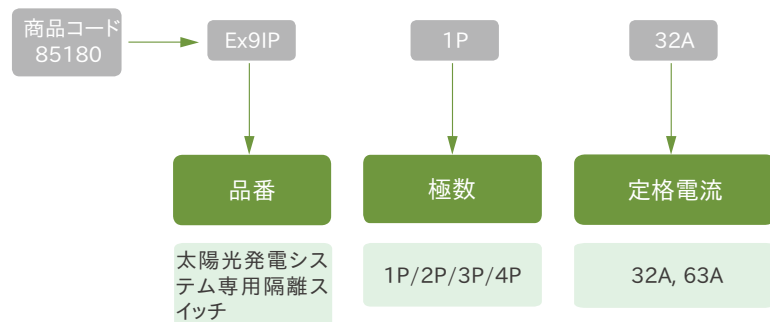 商品コード
85180
Ex9IP
1P
32A
品番
極数
定格電流
太陽光発電シス
テム専用隔離ス
イッチ
1P/2P/3P/4P
32A, 63A